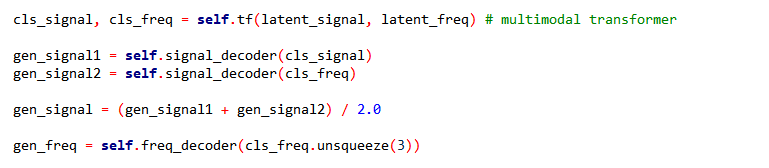 cls_signal, cls_freq = self.tf(latent_signal, latent_freq) # multimodal transformer
gen_signal1 = self.signal_decoder(cls_signal)
gen_signal2 = self.signal_decoder(cls_freq)
gen_signal = (gen_signal1 + gen_signal2) / 2.0
gen_freq = self.freq_decoder(cls_freq.unsqueeze(3))